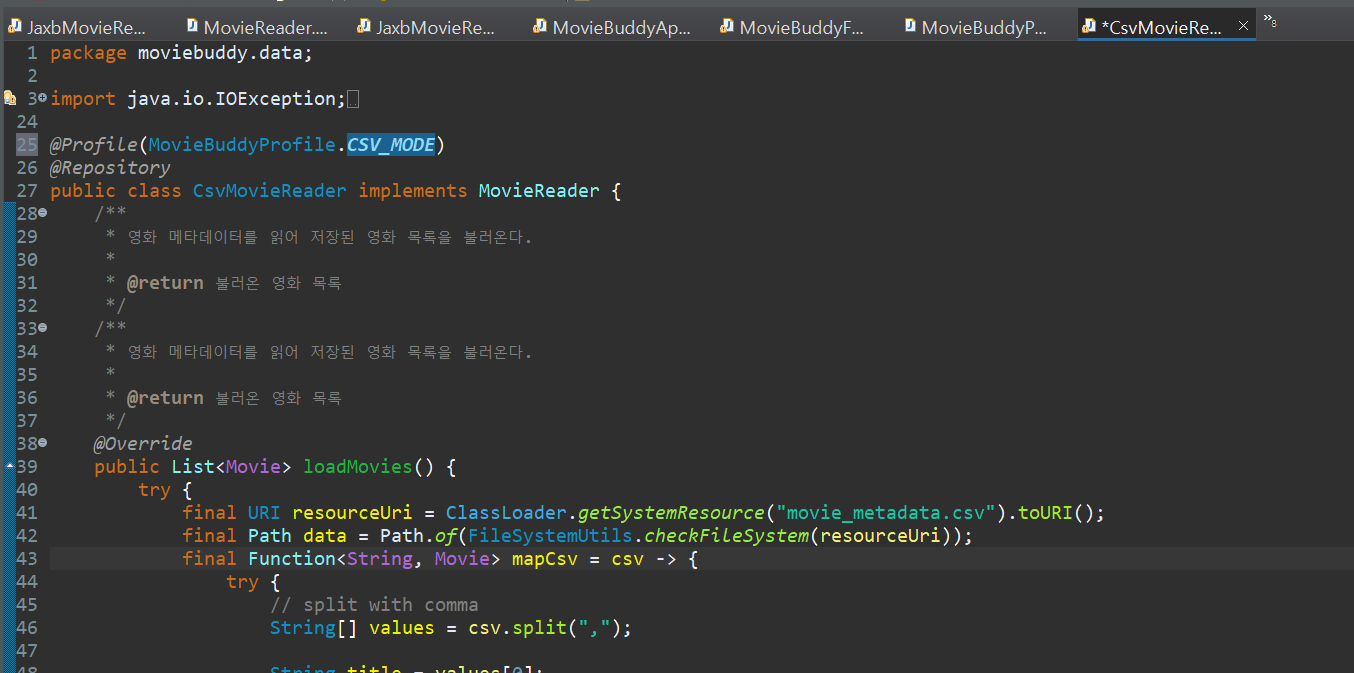 JaxbMovieRe... MovieReader.... JaxbMovieRe... MovieBuddyAp... MovieBuddyF... MovieBuddyP... *CsvMovieRe... »8
1 package moviebuddy.data;
2
3 import java.io.IOException;
24
25 @Profile(MovieBuddyProfile.CSV_MODE)
26 @Repository
27 public class CsvMovieReader implements MovieReader {
28 /**
29 * 영화 메타데이터를 읽어 저장된 영화 목록을 불러온다.
30 *
31 * @return 불러온 영화 목록
32 */
33 /**
34 * 영화 메타데이터를 읽어 저장된 영화 목록을 불러온다.
35 *
36 * @return 불러온 영화 목록
37 */
38 @Override
39 public List<Movie> loadMovies() {
40 try {
41 final URI resourceUri = ClassLoader.getSystemResource("movie_metadata.csv").toURI();
42 final Path data = Path.of(FileSystemUtils.checkFileSystem(resourceUri));
43 final Function<String, Movie> mapCsv = csv -> {
44 try {
45 // split with comma
46 String[] values = csv.split(",");
47
48 String title = values[0];